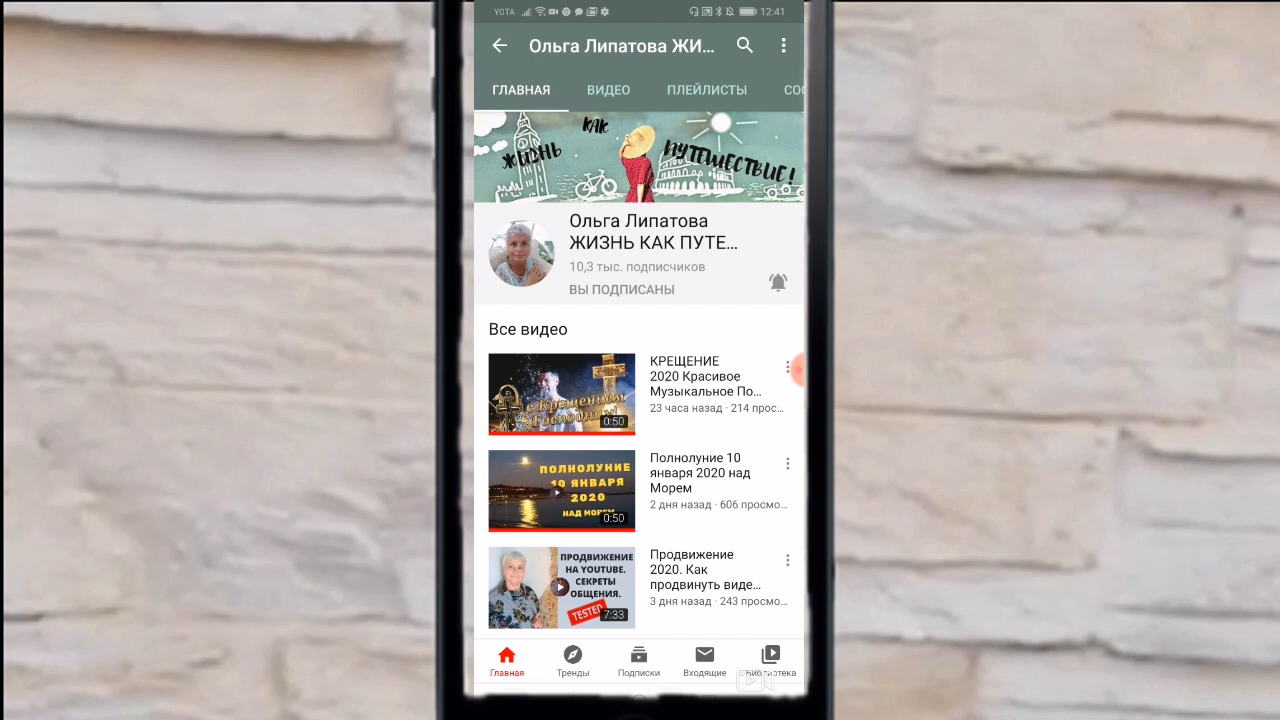 YOTA 12:41
Ольга Липатова ЖИ...
ГЛАВНАЯ ВИДЕО ПЛЕЙЛИСТЫ СОО
ЖИЗНЬ КАК ПУТЕШЕСТВИЕ!
Ольга Липатова
ЖИЗНЬ КАК ПУТЕ...
10,3 тыс. подписчиков
ВЫ ПОДПИСАНЫ
Все видео
с Крещением
Господним!
0:50
КРЕЩЕНИЕ
2020 Красивое
Музыкальное По...
23 часа назад · 214 прос...
ПОЛНОЛУНИЕ
10 ЯНВАРЯ
2020
НАД МОРЕМ
0:50
Полнолуние 10
января 2020 над
Морем
2 дня назад · 606 просмо...
ПРОДВИЖЕНИЕ
НА YOUTUBE.
СЕКРЕТЫ
ОБЩЕНИЯ.
TESTED
7:33
Продвижение
2020. Как
продвинуть виде...
3 дня назад · 243 просмо...
Главная Тренды Подписки Входящие Библиотека